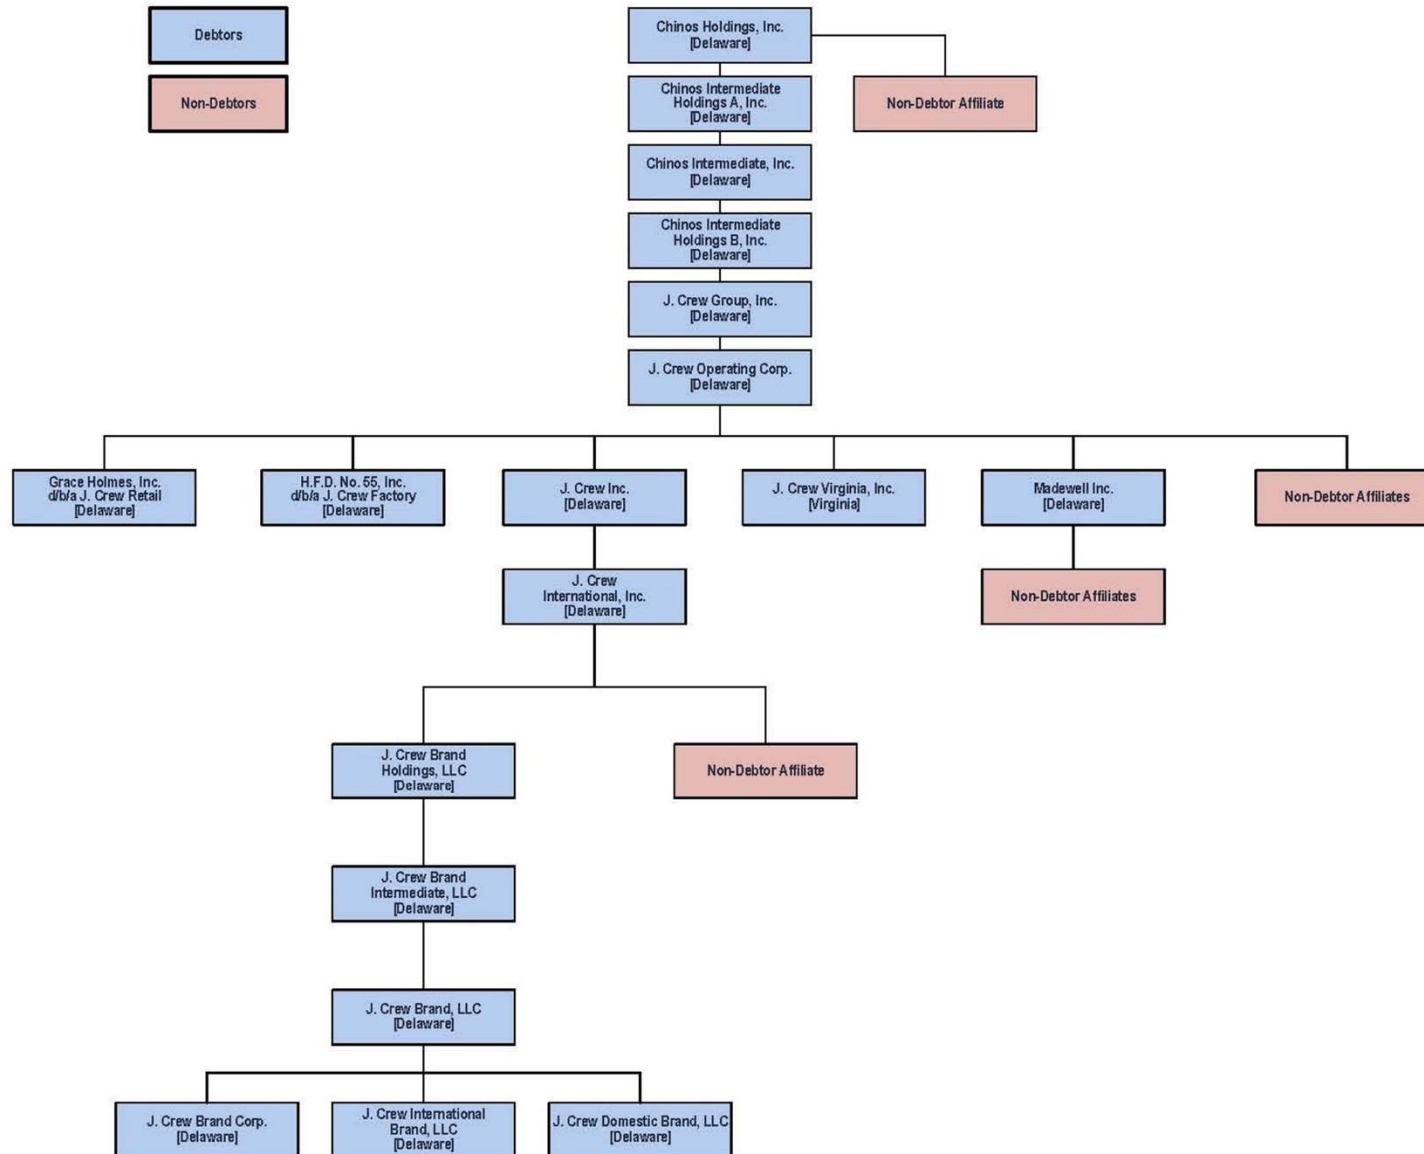 Debtors
Non-Debtors
Chinos Holdings, Inc.
[Delaware]
Chinos Intermediate
Holdings A, Inc.
[Delaware]
Non-Debtor Affiliate
Chinos Intermediate, Inc.
[Delaware]
Chinos Intermediate
Holdings B, Inc.
[Delaware]
J. Crew Group, Inc.
[Delaware]
J. Crew Operating Corp.
[Delaware]
Grace Holmes, Inc.
d/b/a J. Crew Retail
[Delaware]
H.F.D. No. 55, Inc.
d/b/a J. Crew Factory
[Delaware]
J. Crew Inc.
[Delaware]
J. Crew Virginia, Inc.
[Virginia]
Madewell Inc.
[Delaware]
Non-Debtor Affiliates
J. Crew
International, Inc.
[Delaware]
Non-Debtor Affiliates
J. Crew Brand
Holdings, LLC
[Delaware]
Non-Debtor Affiliate
J. Crew Brand
Intermediate, LLC
[Delaware]
J. Crew Brand, LLC
[Delaware]
J. Crew Brand Corp.
[Delaware]
J. Crew International
Brand, LLC
[Delaware]
J. Crew Domestic Brand, LLC
[Delaware]